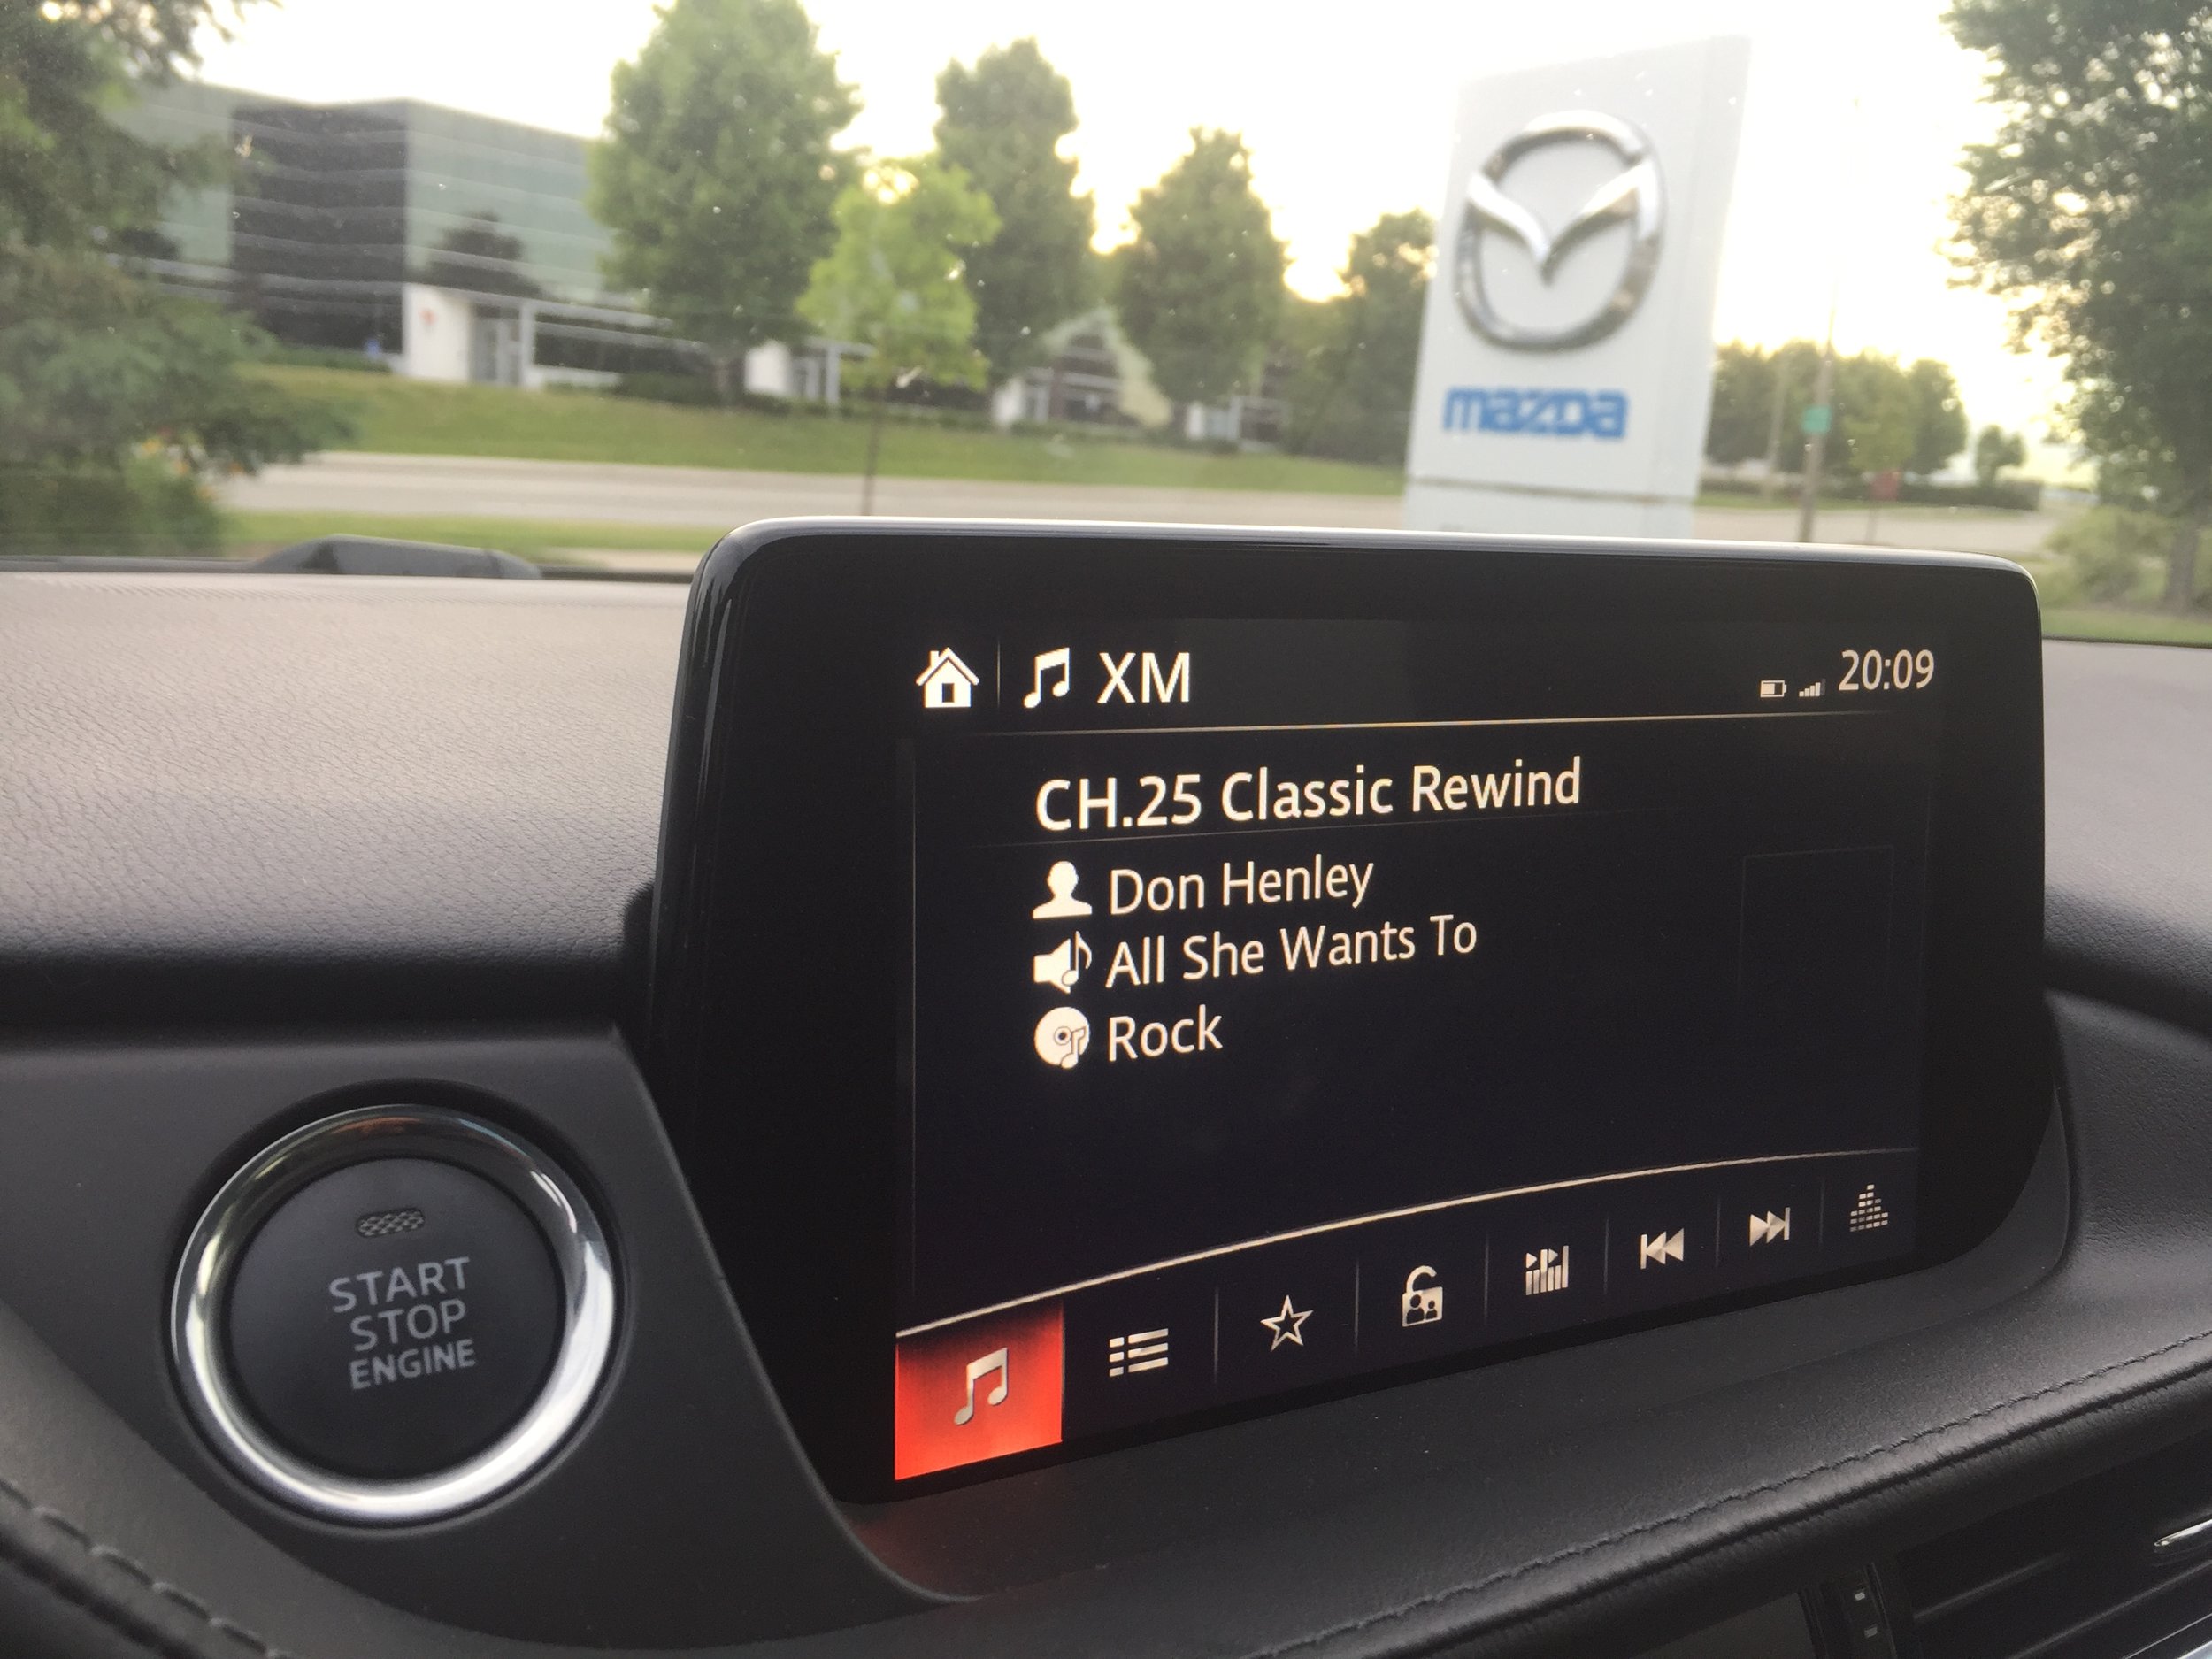 mazDa
XM 20:09
CH.25 Classic Rewind
Don Henley
All She Wants To
Rock
START
STOP
ENGINE